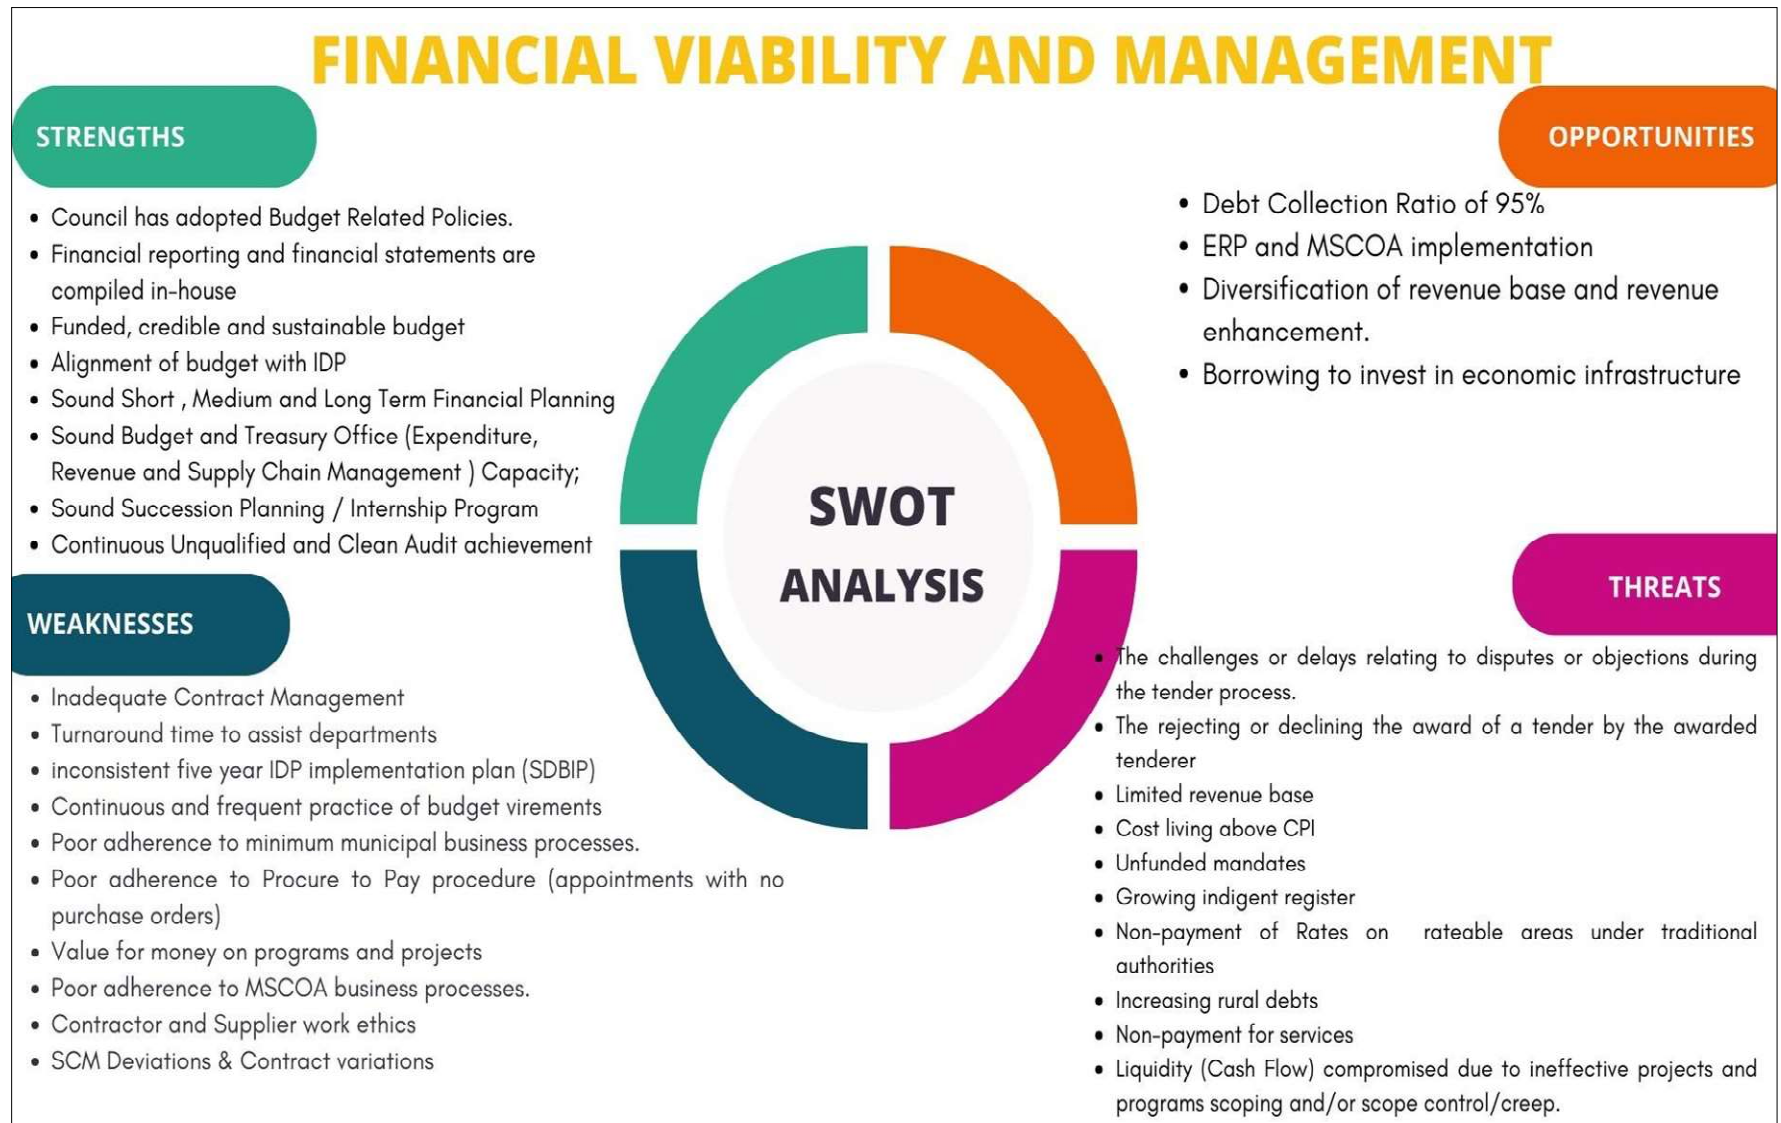 FINANCIAL VIABILITY AND MANAGEMENT
STRENGTHS
• Council has adopted Budget Related Policies.
• Financial reporting and financial statements are
compiled in-house
• Funded, credible and sustainable budget
• Alignment of budget with IDP
• Sound Short , Medium and Long Term Financial Planning
• Sound Budget and Treasury Office (Expenditure,
Revenue and Supply Chain Management ) Capacity;
• Sound Succession Planning / Internship Program
• Continuous Unqualified and Clean Audit achievement
WEAKNESSES
• Inadequate Contract Management
• Turnaround time to assist departments
• inconsistent five year IDP implementation plan (SDBIP)
• Continuous and frequent practice of budget virements
• Poor adherence to minimum municipal business processes.
• Poor adherence to Procure to Pay procedure (appointments with no
purchase orders)
• Value for money on programs and projects
• Poor adherence to MSCOA business processes.
• Contractor and Supplier work ethics
• SCM Deviations & Contract variations
SWOT
ANALYSIS
OPPORTUNITIES
• Debt Collection Ratio of 95%
• ERP and MSCOA implementation
• Diversification of revenue base and revenue
enhancement.
• Borrowing to invest in economic infrastructure
THREATS
• The challenges or delays relating to disputes or objections during
the tender process.
• The rejecting or declining the award of a tender by the awarded
tenderer
• Limited revenue base
• Cost living above CPI
• Unfunded mandates
• Growing indigent register
• Non-payment of Rates on rateable areas under traditional
authorities
• Increasing rural debts
• Non-payment for services
• Liquidity (Cash Flow) compromised due to ineffective projects and
programs scoping and/or scope control/creep.